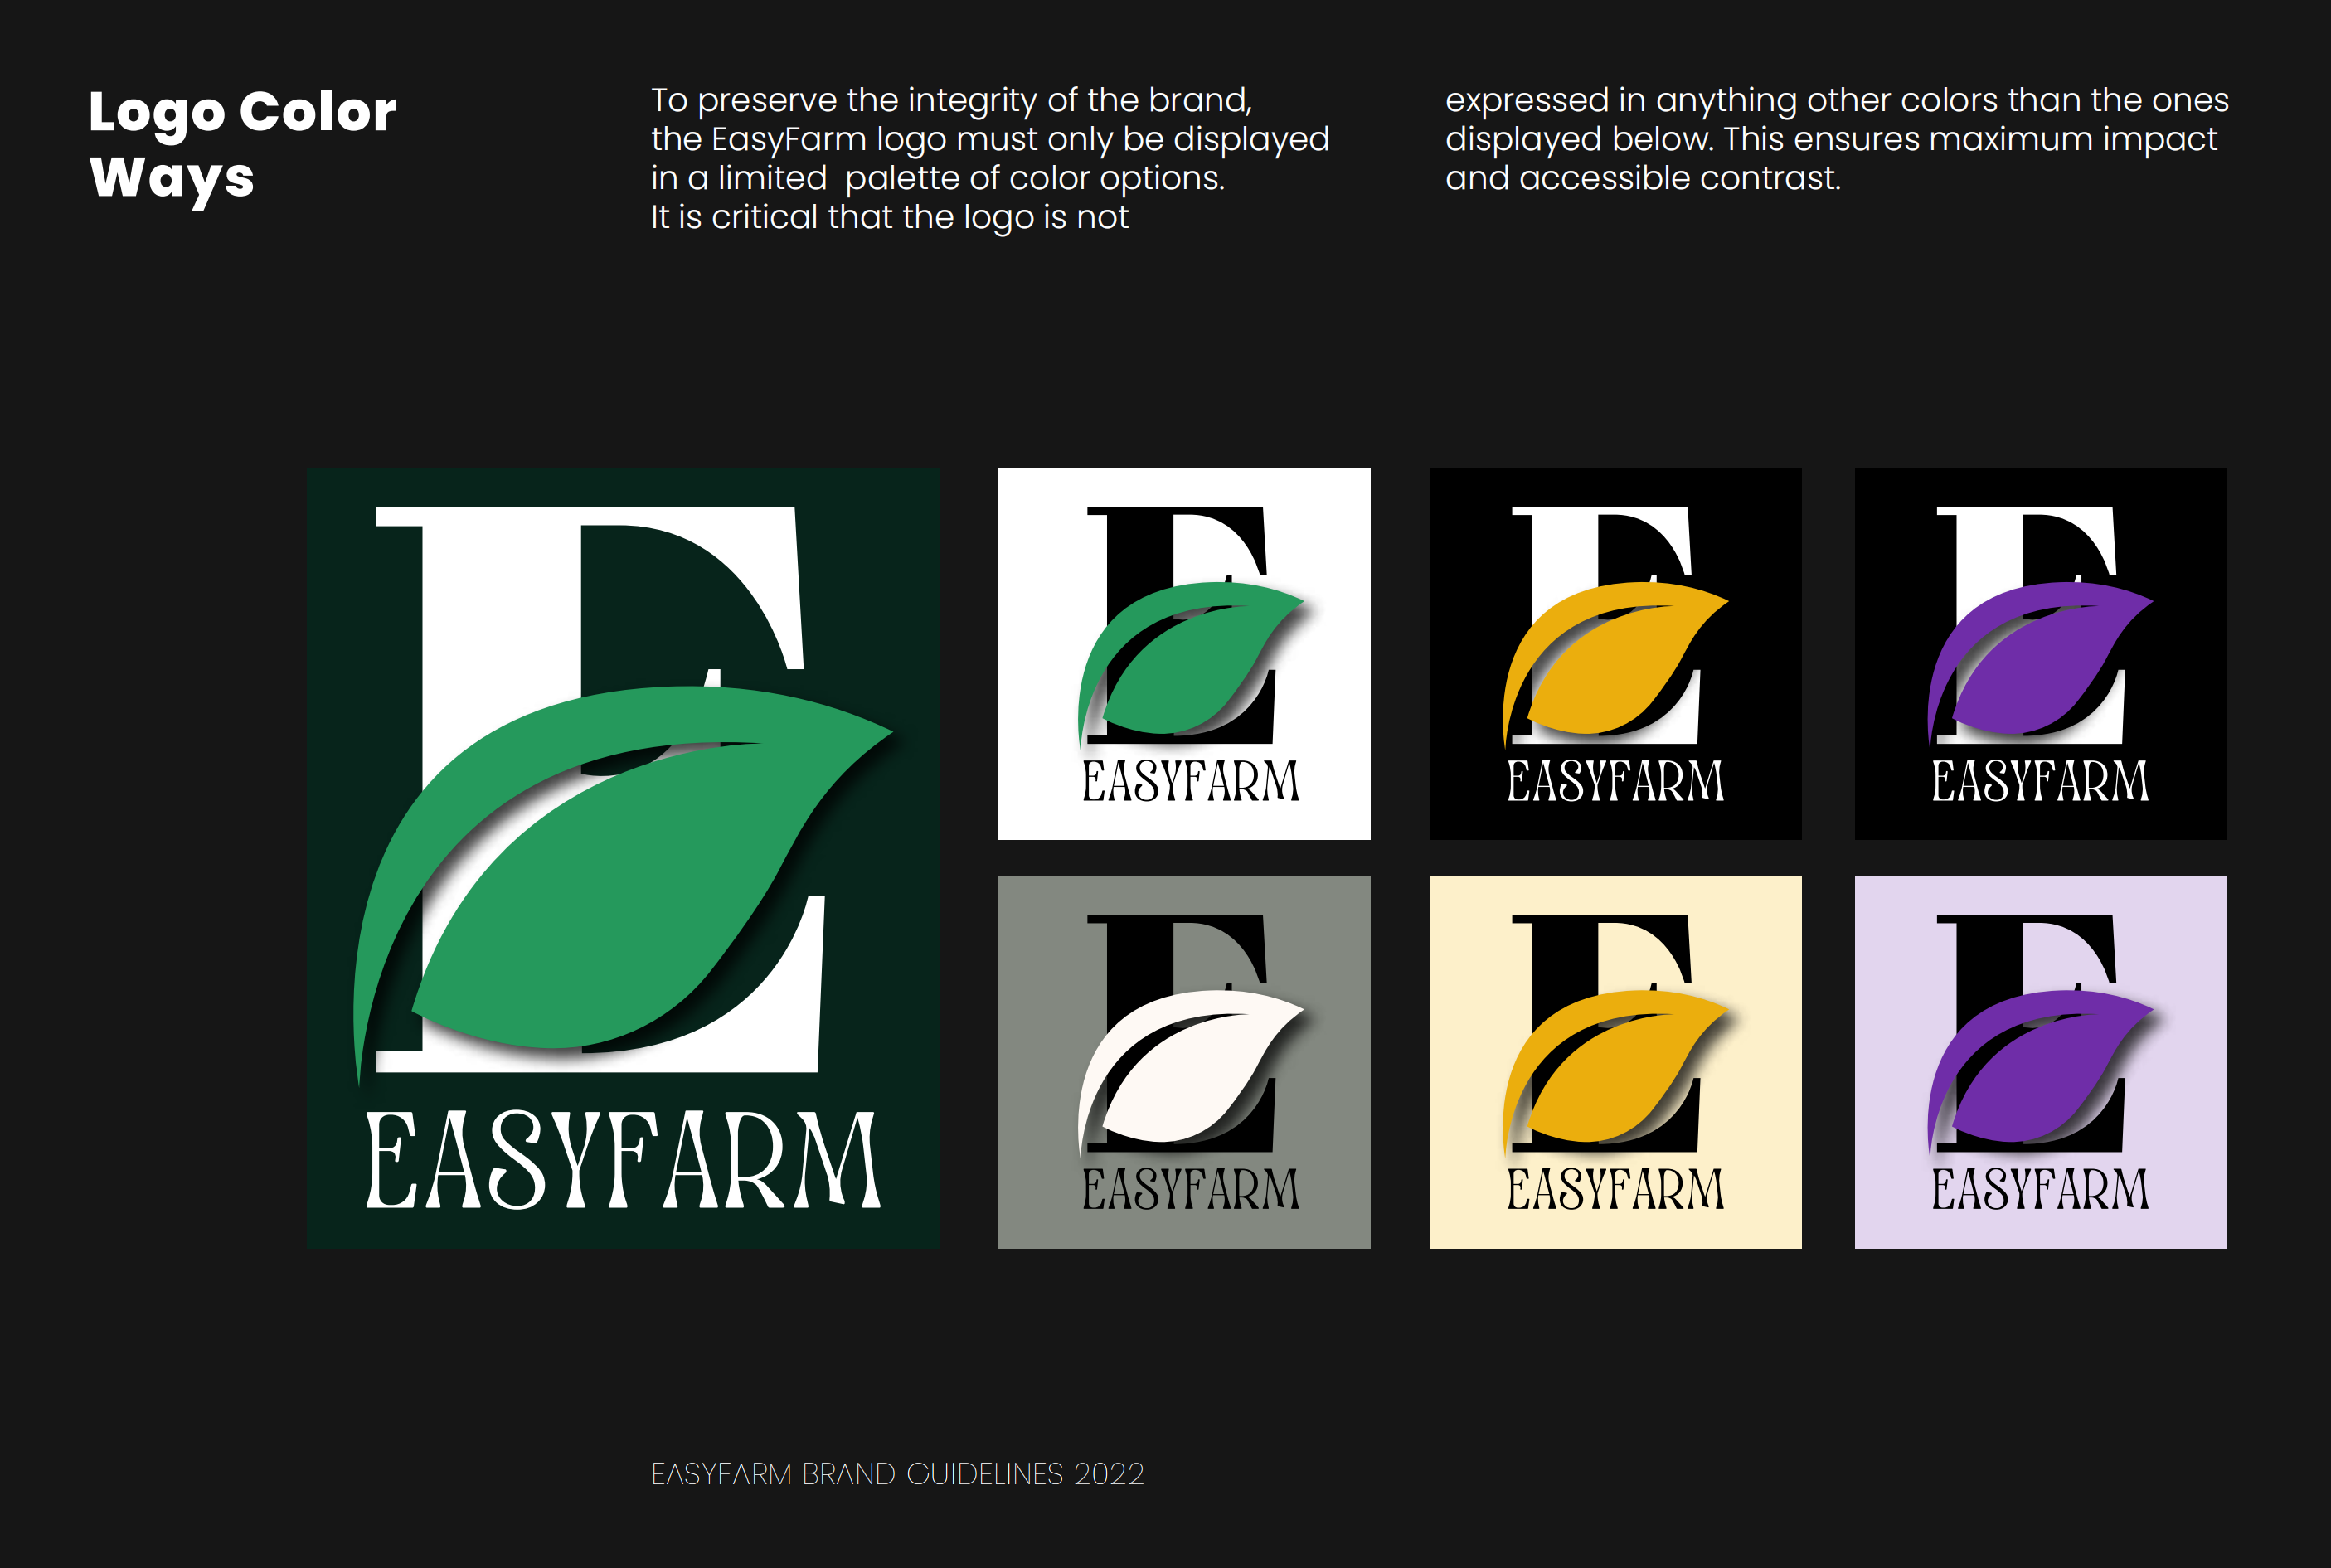 Logo Color
Ways
To preserve the integrity of the brand,
the EasyFarm logo must only be displayed
in a limited  palette of color options.
It is critical that the logo is not
expressed in anything other colors than the ones
displayed below. This ensures maximum impact
and accessible contrast.
E
EASYFARM
E
EASYFARM
E
EASYFARM
E
EASYFARM
E
EASYFARM
E
EASYFARM
E
EASYFARM
EASYFARM BRAND GUIDELINES 2022